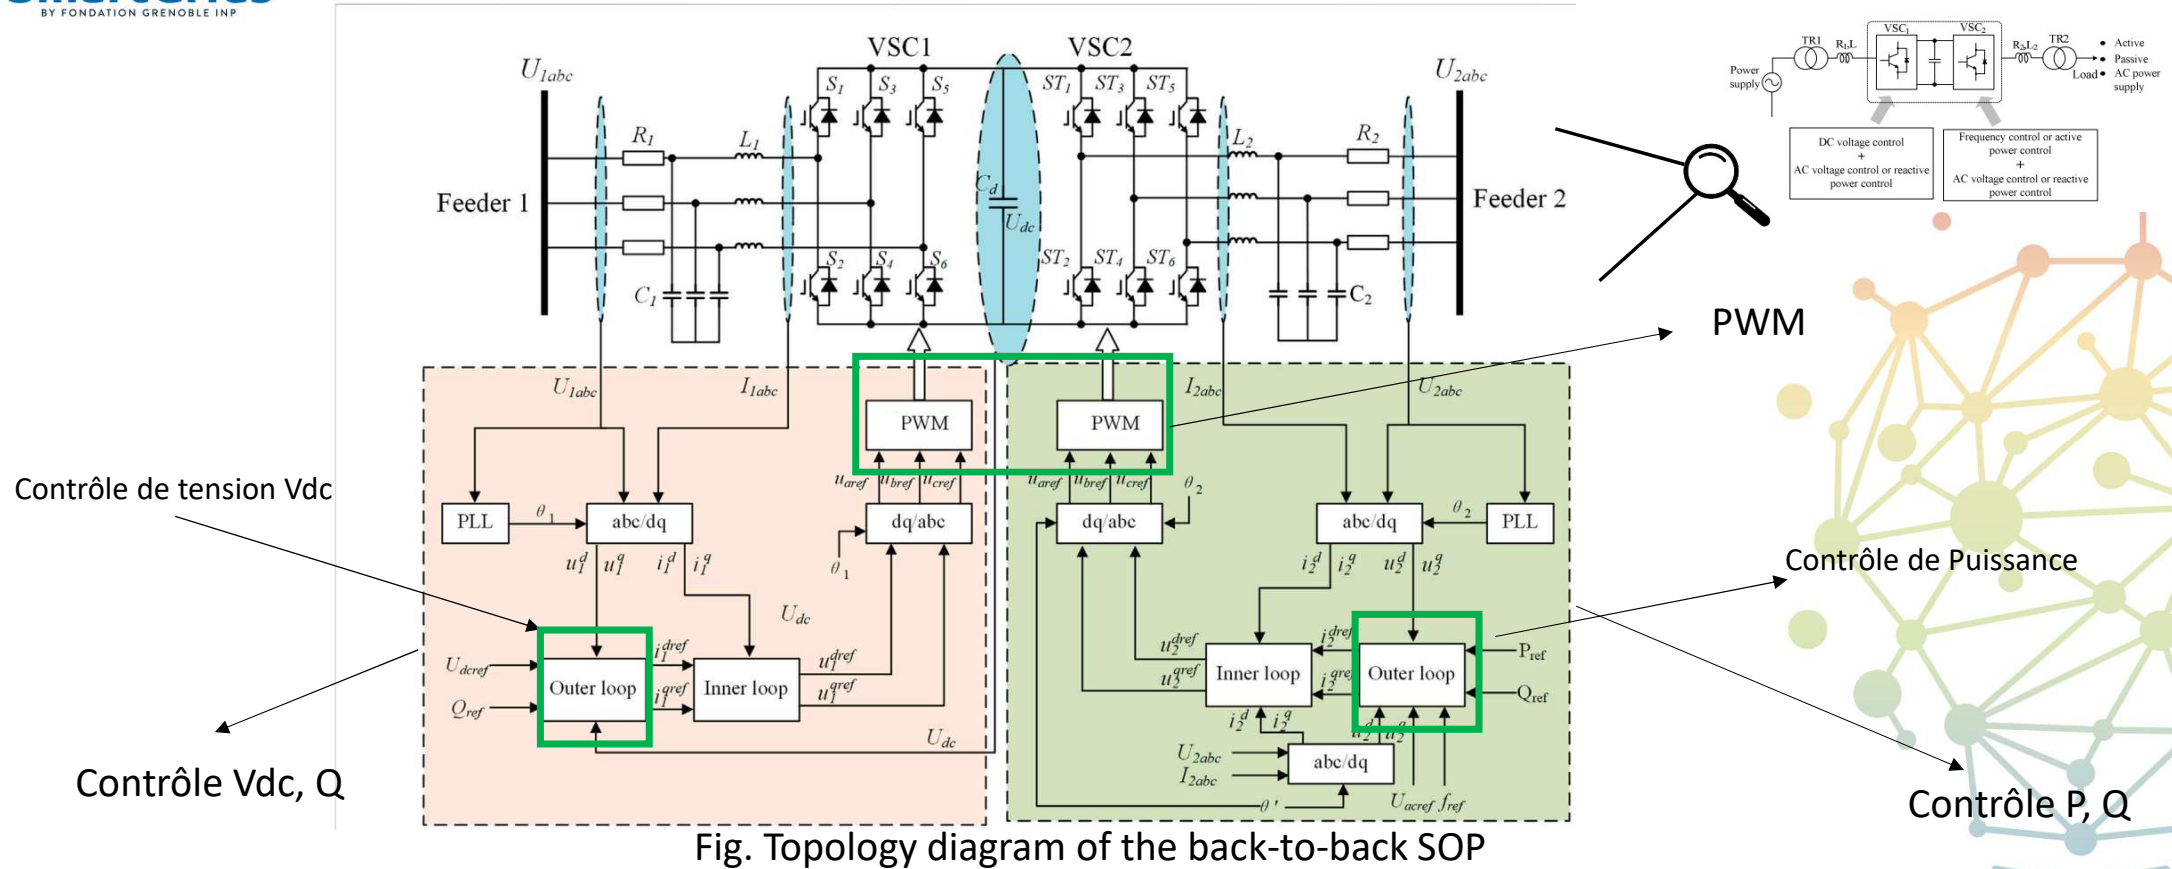 BY FONDATION GRENOBLE INP
VSC1
VSC2
U1abc
U2abc
S1
S3
S5
ST1
ST3
ST5
R1
L1
L2
R2
Feeder 1
Cd
Udc
Feeder 2
S2
S4
S6
ST2
ST4
ST6
C1
C2
TR1
R1,L
VSC1
VSC2
R2,L2
TR2
Power
supply
Load
Active
Passive
AC power
supply
DC voltage control
+
AC voltage control or reactive
power control
Frequency control or active
power control
+
AC voltage control or reactive
power control
PWM
U1abc
I1abc
I2abc
U2abc
PWM
PWM
uaref
ubref
ucref
uaref
ubref
ucref
θ2
Contrôle de tension Vdc
PLL
θ1
abc/dq
dq/abc
dq/abc
abc/dq
θ2
PLL
u1d
u1q
i1d
i1q
θ1
i2d
i2q
u2d
u2q
Contrôle de Puissance
Udc
Udcref
Qref
Outer loop
i1dref
i1qref
Inner loop
u1dref
u1qref
u2dref
u2qref
Inner loop
i2dref
i2qref
Outer loop
Pref
Qref
Udc
i2d
i2q
u2d
u2q
U2abc
I2abc
abc/dq
θ'
Uacref
fref
Contrôle Vdc, Q
Contrôle P, Q
Fig. Topology diagram of the back-to-back SOP